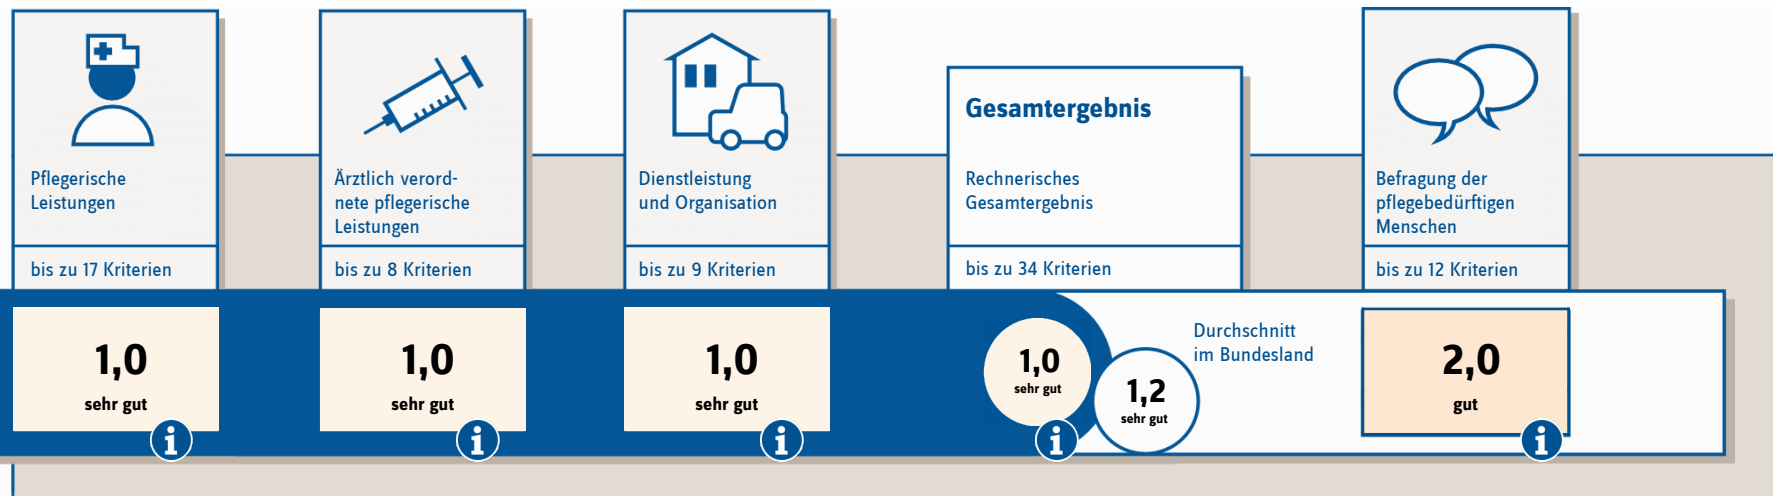 Pflegerische
Leistungen
bis zu 17 Kriterien
1,0
sehr gut
i
Ärztlich verord-
nete pflegerische
Leistungen
bis zu 8 Kriterien
1,0
sehr gut
i
Dienstleistung
und Organisation
bis zu 9 Kriterien
1,0
sehr gut
i
Gesamtergebnis
Rechnerisches
Gesamtergebnis
bis zu 34 Kriterien
1,0
sehr gut
i
1,2
sehr gut
Durchschnitt
im Bundesland
Befragung der
pflegebedürftigen
Menschen
bis zu 12 Kriterien
2,0
gut
i